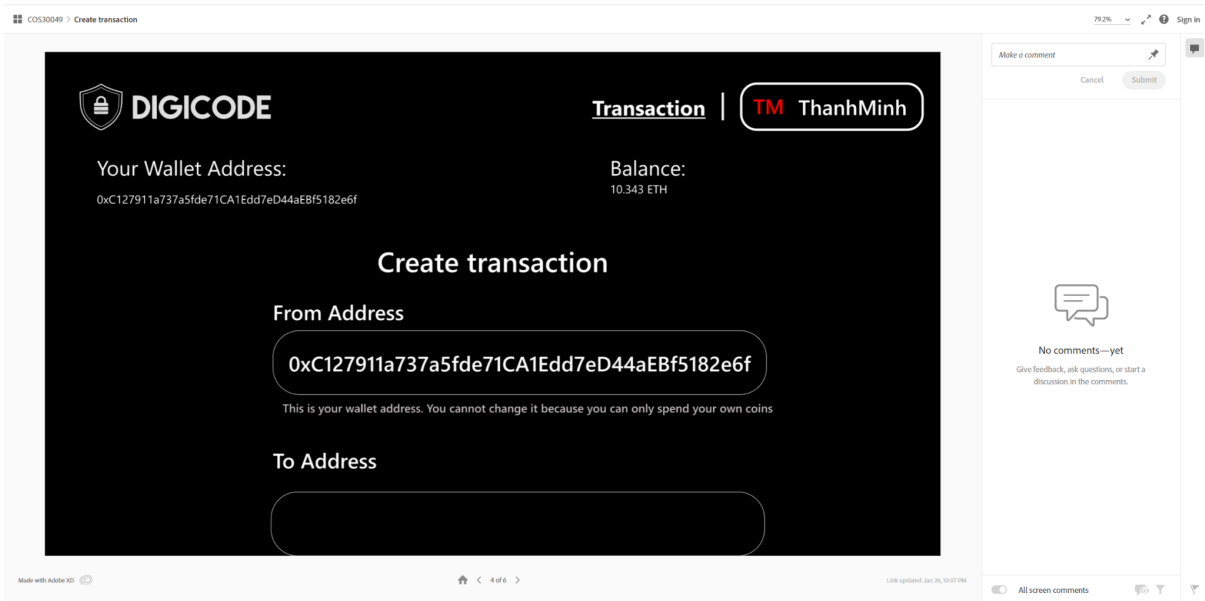 COS30049 > Create transaction
79.2%
Sign in
DIGICODE
Transaction | TM ThanhMinh
Your Wallet Address:
0xC127911a737a5fde71CA1Edd7eD44aEBf5182e6f
Balance:
10.343 ETH
Create transaction
From Address
0xC127911a737a5fde71CA1Edd7eD44aEBf5182e6f
This is your wallet address. You cannot change it because you can only spend your own coins
To Address
Made with Adobe XD
4 of 6
Link updated: Jan 26, 10:07 PM
Make a comment
Cancel
Submit
No comments—yet
Give feedback, ask questions, or start a
discussion in the comments.
All screen comments